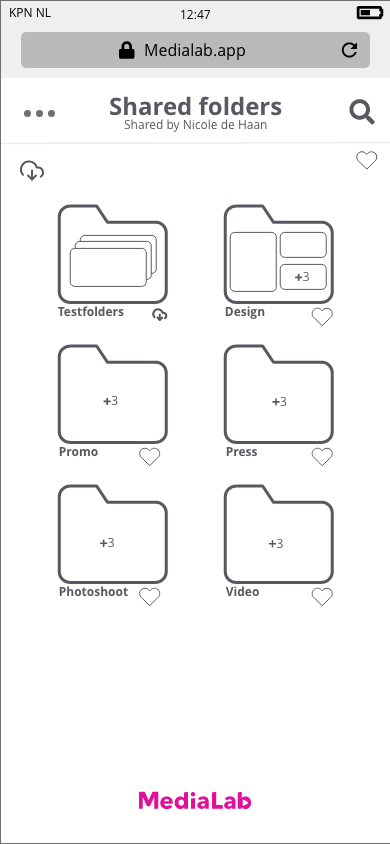 KPN NL
12:47
Medialab.app
Shared folders
Shared by Nicole de Haan
+3
Testfolders
Design
+3
+3
Promo
Press
+3
+3
Photoshoot
Video
MediaLab